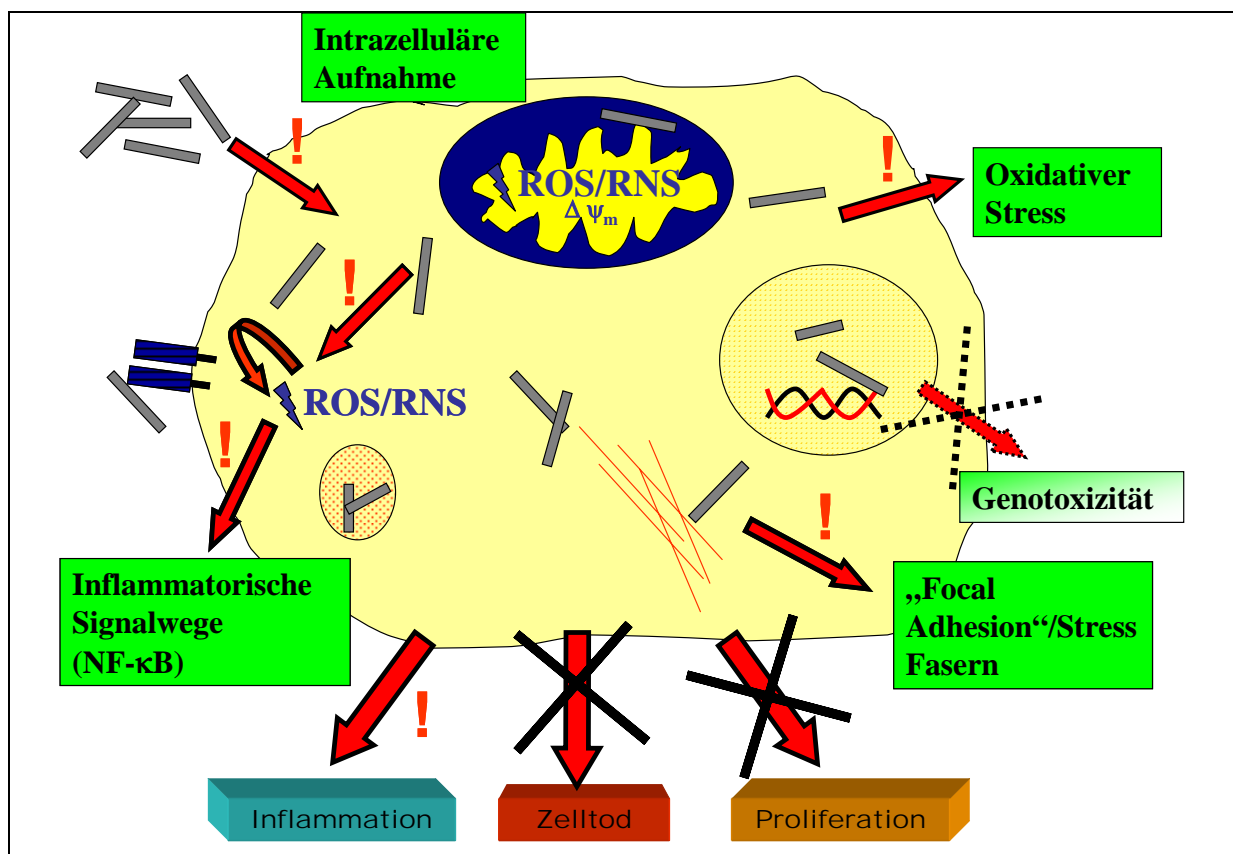 Intrazelluläre
Aufnahme
!
!
ROS/RNS
Δ ψm
Oxidativer
Stress
!
ROS/RNS
!
Genotoxizität
!
Inflammatorische
Signalwege
(NF-κB)
„Focal
Adhesion“/Stress
Fasern
!
Inflammation
Zelltod
Proliferation